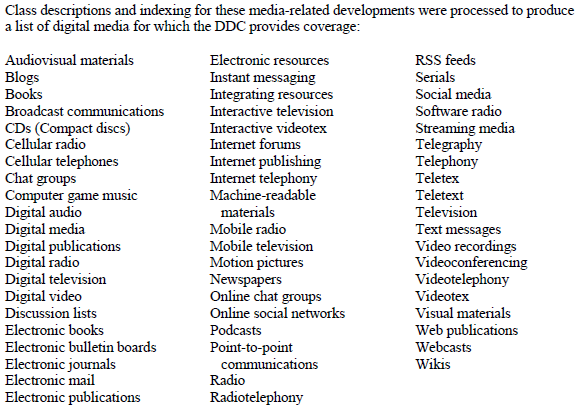 Class descriptions and indexing for these media-related developments were processed to produce
a list of digital media for which the DDC provides coverage:
Audiovisual materials
Blogs
Books
Broadcast communications
CDs (Compact discs)
Cellular radio
Cellular telephones
Chat groups
Computer game music
Digital audio
Digital media
Digital publications
Digital radio
Digital television
Digital video
Discussion lists
Electronic books
Electronic bulletin boards
Electronic journals
Electronic mail
Electronic publications
Electronic resources
Instant messaging
Integrating resources
Interactive television
Interactive videotex
Internet forums
Internet publishing
Internet telephony
Machine-readable
materials
Mobile radio
Mobile television
Motion pictures
Newspapers
Online chat groups
Online social networks
Podcasts
Point-to-point
communications
Radio
Radiotelephony
RSS feeds
Serials
Social media
Software radio
Streaming media
Telegraphy
Telephony
Teletex
Teletext
Television
Text messages
Video recordings
Videoconferencing
Videotelephony
Videotex
Visual materials
Web publications
Webcasts
Wikis